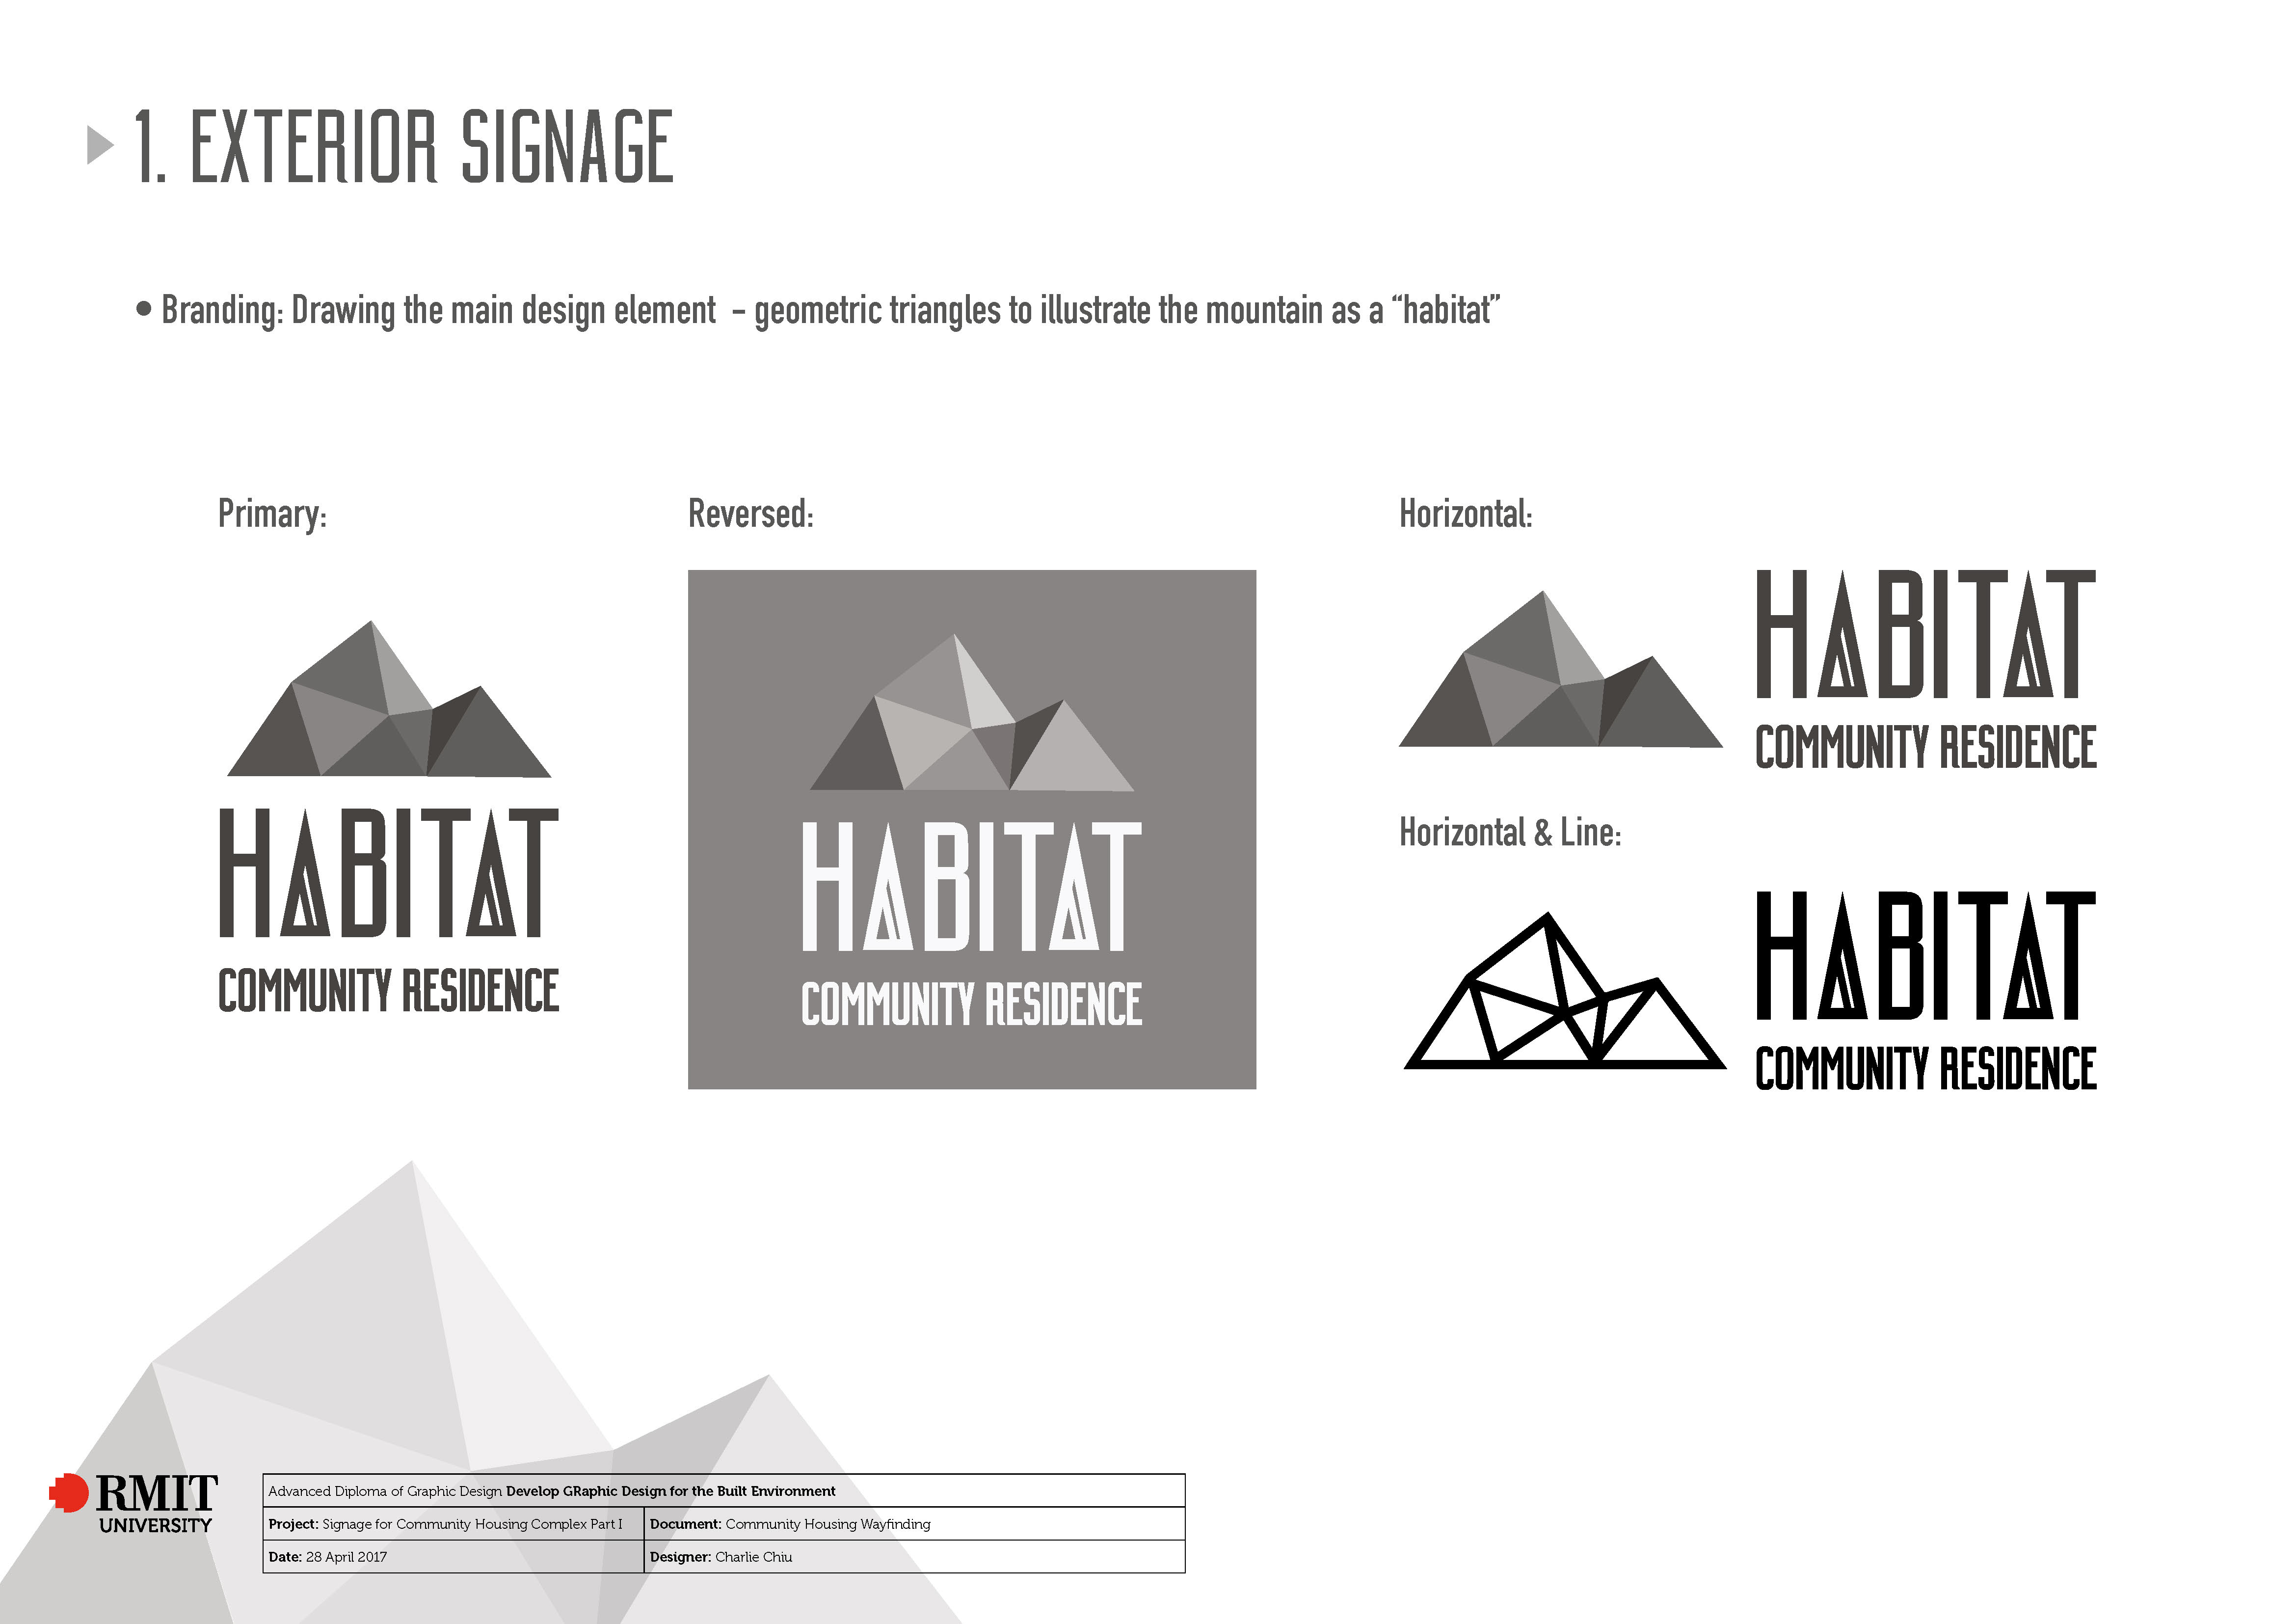 1. EXTERIOR SIGNAGE
• Branding: Drawing the main design element - geometric triangles to illustrate the mountain as a “habitat”
Primary:
HABITAT
COMMUNITY RESIDENCE
Reversed:
HABITAT
COMMUNITY RESIDENCE
Horizontal:
HABITAT
COMMUNITY RESIDENCE
Horizontal & Line:
HABITAT
COMMUNITY RESIDENCE
RMIT
UNIVERSITY
Advanced Diploma of Graphic Design Develop GRaphic Design for the Built Environment
Project: Signage for Community Housing Complex Part I
Document: Community Housing Wayfinding
Date: 28 April 2017
Designer: Charlie Chiu